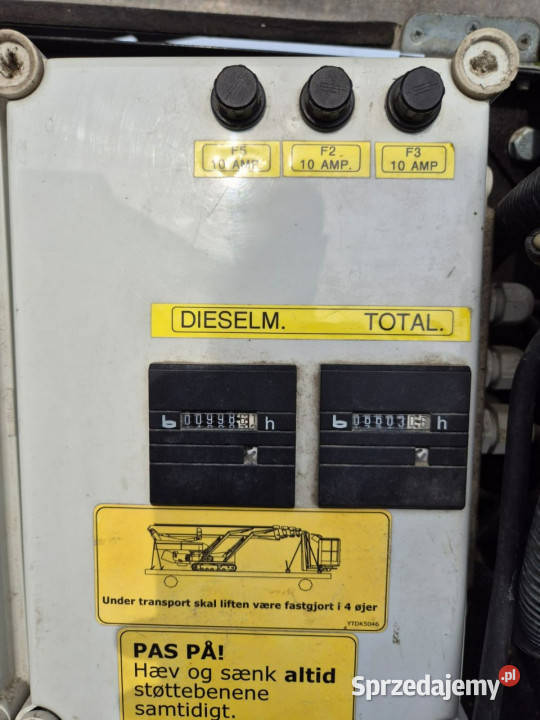 F5 F2 F3
10 AMP. 10 AMP. 10 AMP
DIESELM. TOTAL.
h h
Under transport skal liften være fastgjort i 4 øjer
YTDK5046
PAS PÅ!
Hæv og sænk altid
støttebenene
samtidigt.
Sprzedajemy.pl